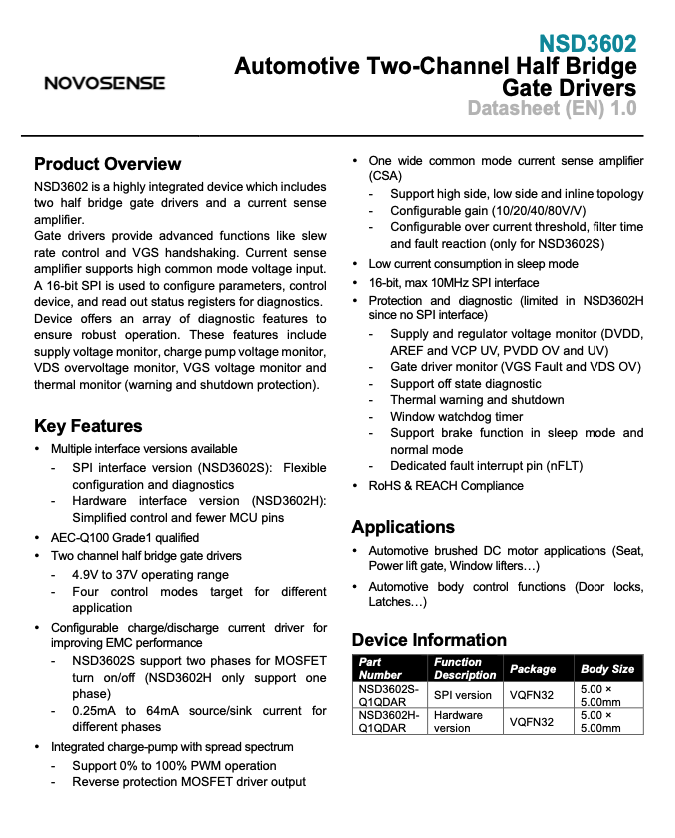 NSD3602
Automotive Two-Channel Half Bridge
Gate Drivers
Datasheet (EN) 1.0
NOVOSENSE
Product Overview
NSD3602 is a highly integrated device which includes
two half bridge gate drivers and a current sense
amplifier.
Gate drivers provide advanced functions like slew
rate control and VGS handshaking. Current sense
amplifier supports high common mode voltage input.
A 16-bit SPI is used to configure parameters, control
device, and read out status registers for diagnostics.
Device offers an array of diagnostic features to
ensure robust operation. These features include
supply voltage monitor, charge pump voltage monitor,
VDS overvoltage monitor, VGS voltage monitor and
thermal monitor (warning and shutdown protection).
Key Features
• Multiple interface versions available
- SPI interface version (NSD3602S): Flexible
configuration and diagnostics
- Hardware interface version (NSD3602H):
Simplified control and fewer MCU pins
• AEC-Q100 Grade1 qualified
• Two channel half bridge gate drivers
- 4.9V to 37V operating range
- Four control modes target for different
application
• Configurable charge/discharge current driver for
improving EMC performance
- NSD3602S support two phases for MOSFET
turn on/off (NSD3602H only support one
phase)
- 0.25mA to 64mA source/sink current for
different phases
• Integrated charge-pump with spread spectrum
- Support 0% to 100% PWM operation
- Reverse protection MOSFET driver output
• One wide common mode current sense amplifier
(CSA)
- Support high side, low side and inline topology
- Configurable gain (10/20/40/80V/V)
- Configurable over current threshold, filter time
and fault reaction (only for NSD3602S)
• Low current consumption in sleep mode
• 16-bit, max 10MHz SPI interface
• Protection and diagnostic (limited in NSD3602H
since no SPI interface)
- Supply and regulator voltage monitor (DVDD,
AREF and VCP UV, PVDD OV and UV)
- Gate driver monitor (VGS Fault and VDS OV)
- Support off state diagnostic
- Thermal warning and shutdown
- Window watchdog timer
- Support brake function in sleep mode and
normal mode
- Dedicated fault interrupt pin (nFLT)
• RoHS & REACH Compliance
Applications
• Automotive brushed DC motor applications (Seat,
Power lift gate, Window lifters…)
• Automotive body control functions (Door locks,
Latches…)
Device Information
Part Number Function Description Package Body Size
NSD3602S-Q1QDAR SPI version VQFN32 5.00 × 5.00mm
NSD3602H-Q1QDAR Hardware version VQFN32 5.00 × 5.00mm